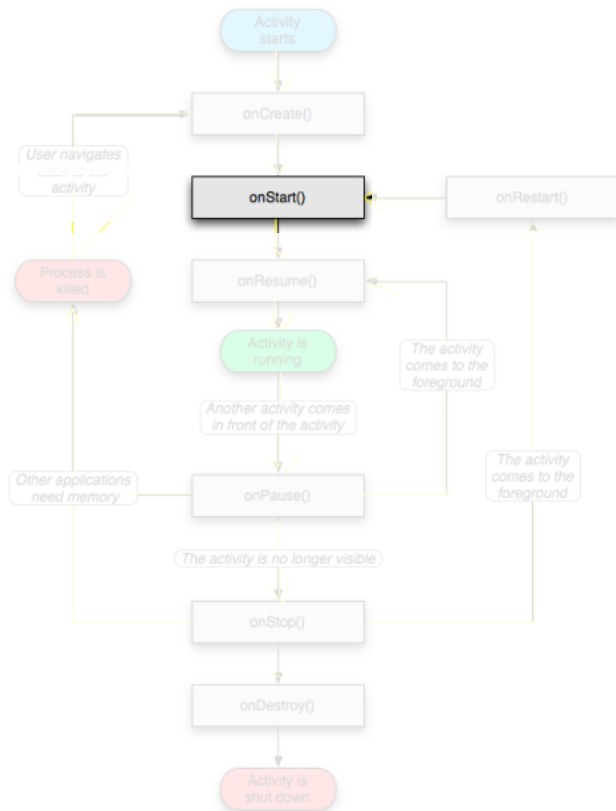 Activity
starts
onCreate()
User navigates
back to the
activity
onStart()
onRestart()
Process is
killed
onResume()
Activity is
running
The activity
comes to the
foreground
Another activity comes
in front of the activity
Other applications
need memory
The activity
comes to the
foreground
onPause()
The activity is no longer visible
onStop()
onDestroy()
Activity is
shut down